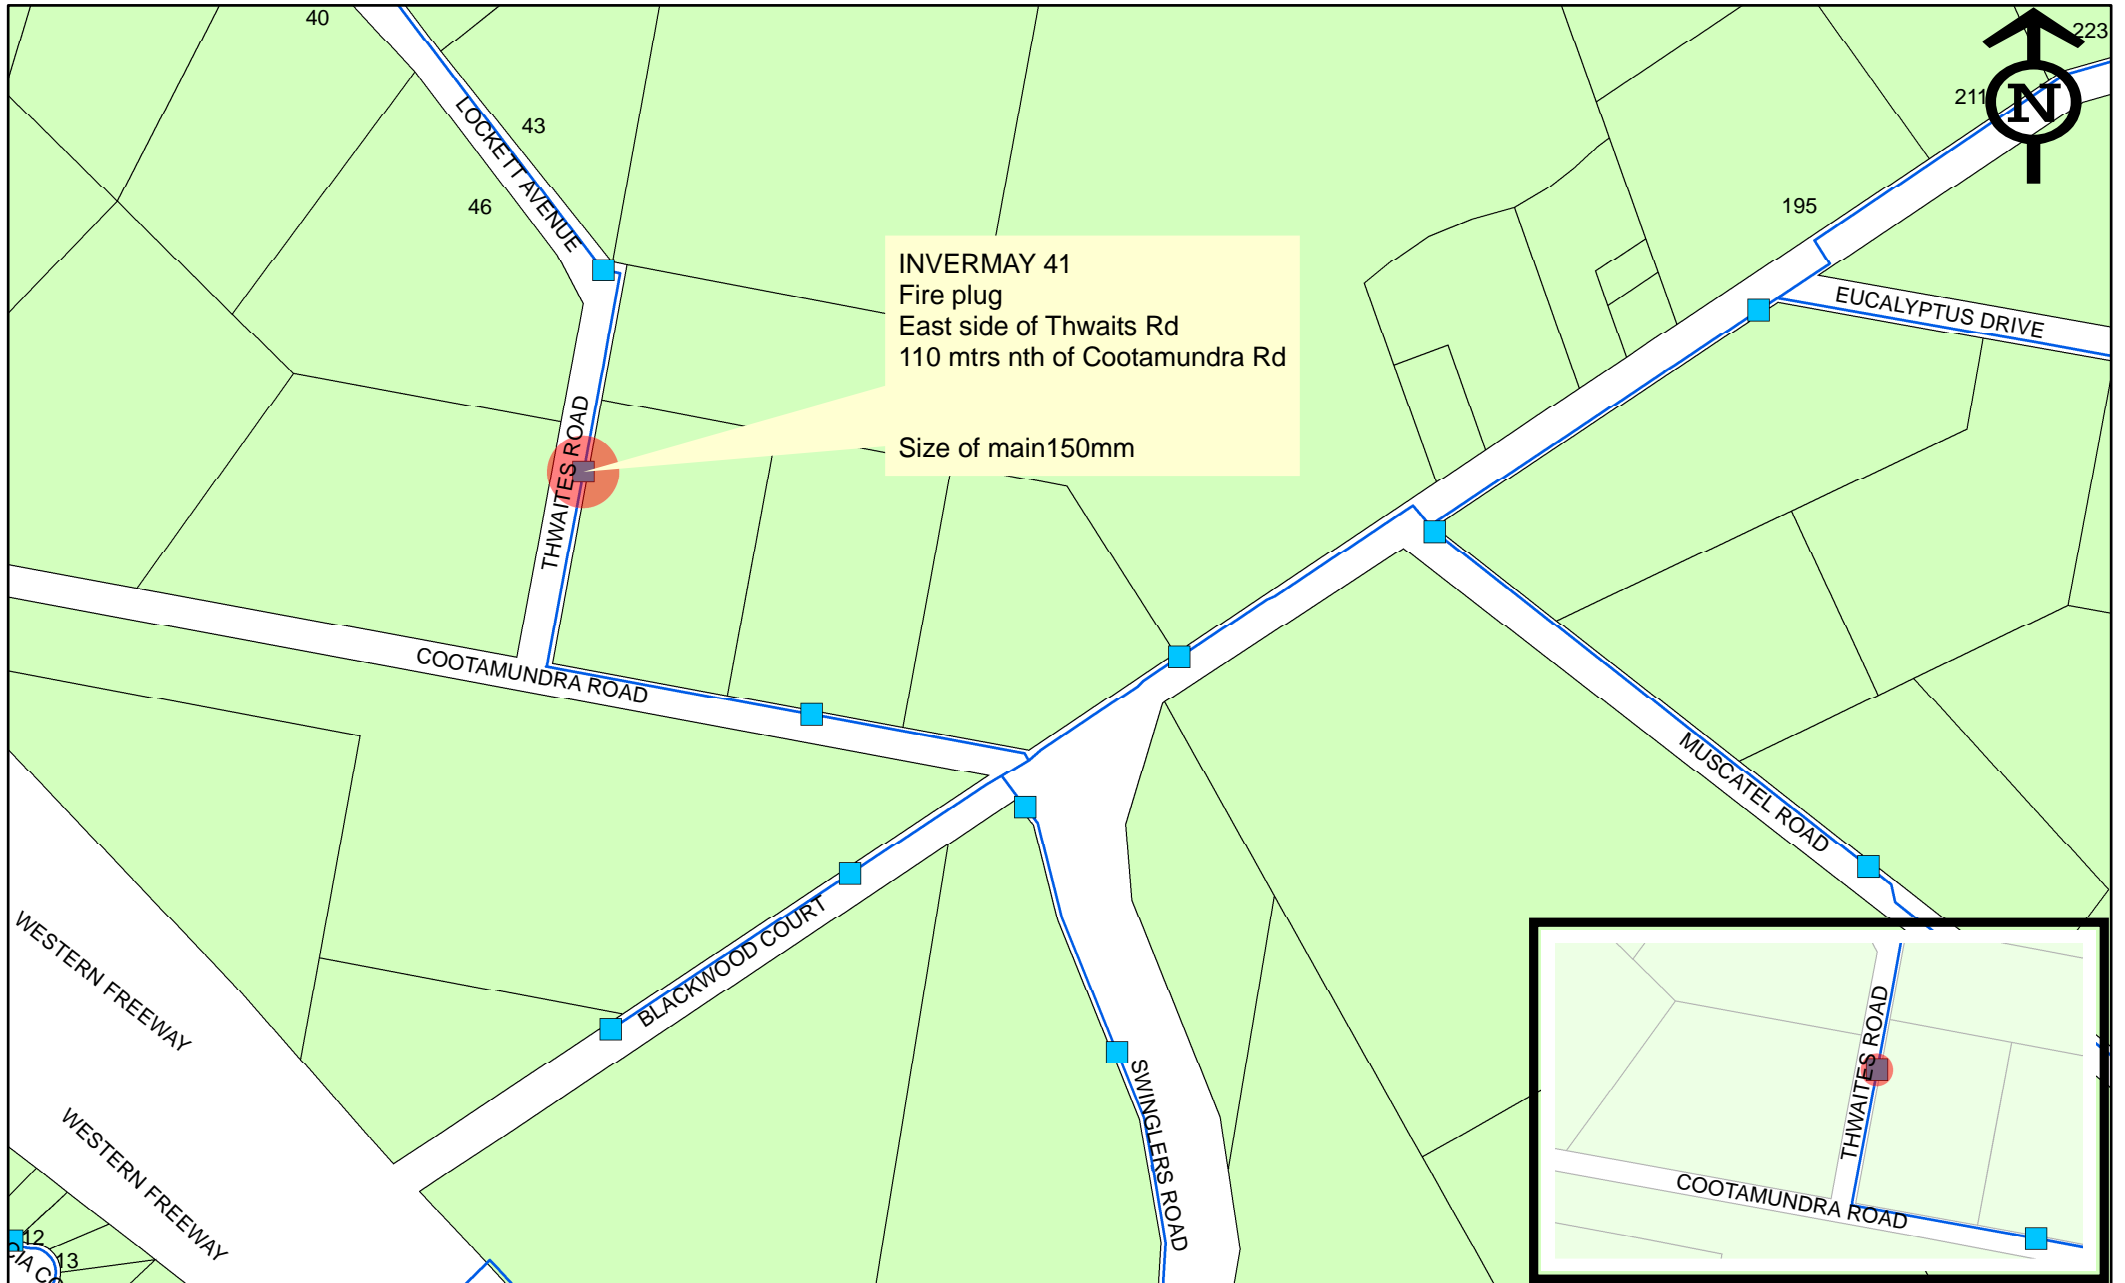 40
223
43
211
N
LOCKETT AVENUE
46
195
INVERMAY 41
Fire plug
East side of Thwaits Rd
110 mtrs nth of Cootamundra Rd
Size of main150mm
EUCALYPTUS DRIVE
THWAITES ROAD
COOTAMUNDRA ROAD
MUSCATEL ROAD
BLACKWOOD COURT
WESTERN FREEWAY
WESTERN FREEWAY
SWINGLERS ROAD
THWAITES ROAD
COOTAMUNDRA ROAD
12
13